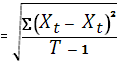 = √(Σ(X_t − X_t)² / (T − 1))